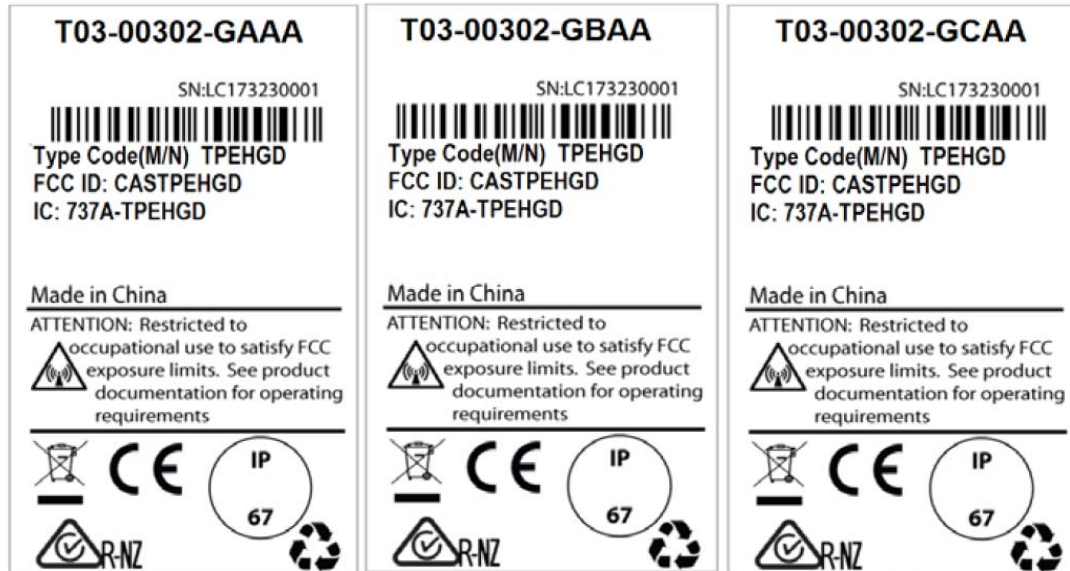 T03-00302-GAAA
SN:LC173230001
Type Code(M/N) TPEHGD
FCC ID: CASTPEHGD
IC: 737A-TPEHGD
Made in China
ATTENTION: Restricted to
occupational use to satisfy FCC
exposure limits. See product
documentation for operating
requirements
CE
IP
67
R-NZ
T03-00302-GBAA
SN:LC173230001
Type Code(M/N) TPEHGD
FCC ID: CASTPEHGD
IC: 737A-TPEHGD
Made in China
ATTENTION: Restricted to
occupational use to satisfy FCC
exposure limits. See product
documentation for operating
requirements
CE
IP
67
R-NZ
T03-00302-GCAA
SN:LC173230001
Type Code(M/N) TPEHGD
FCC ID: CASTPEHGD
IC: 737A-TPEHGD
Made in China
ATTENTION: Restricted to
occupational use to satisfy FCC
exposure limits. See product
documentation for operating
requirements
CE
IP
67
R-NZ